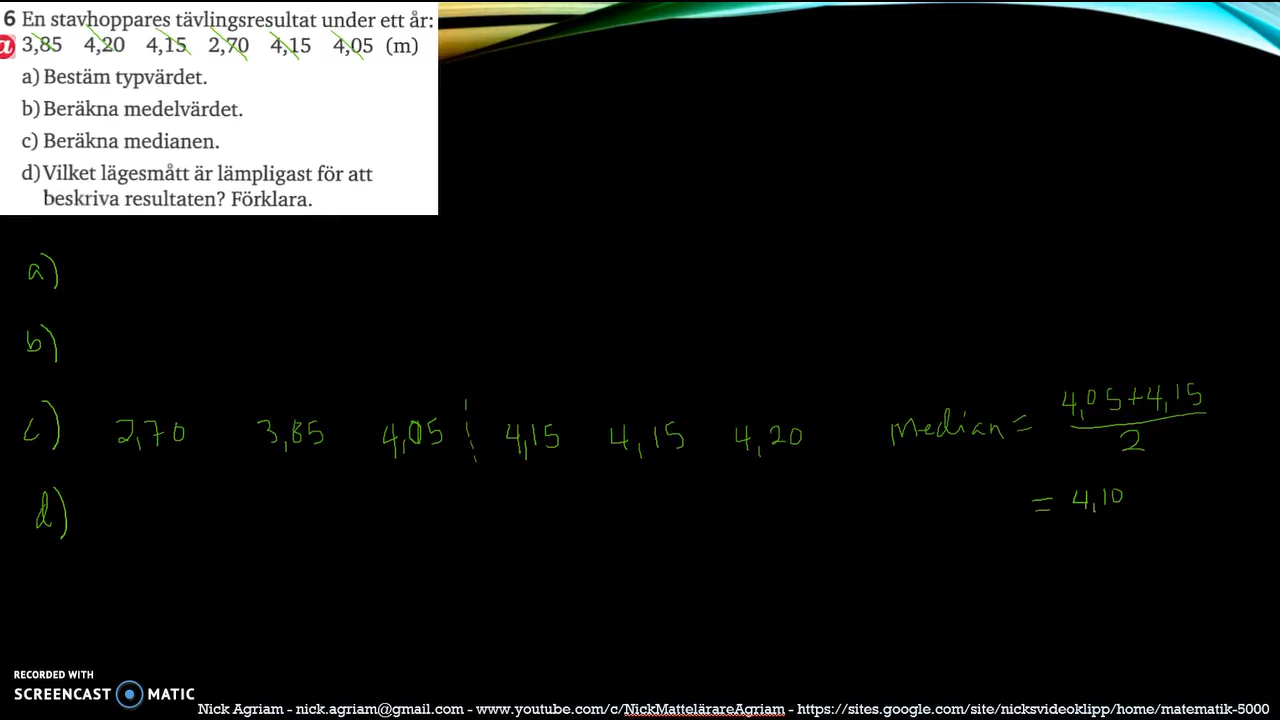 6 En stavhoppares tävlingsresultat under ett år:
a 3,85 4,20 4,15 2,70 4,15 4,05 (m)
a) Bestäm typvärdet.
b) Beräkna medelvärdet.
c) Beräkna medianen.
d) Vilket lägesmått är lämpligast för att
beskriva resultaten? Förklara.
a)
b)
c) 2,70 3,85 4,05 4,15 4,15 4,20 median = 4,05+4,15
2
= 4,10
d)
RECORDED WITH
SCREENCAST MATIC
Nick Agriam - nick.agriam@gmail.com - www.youtube.com/c/NickMattelärareAgriam - https://sites.google.com/site/nicksvideoklipp/home/matematik-5000